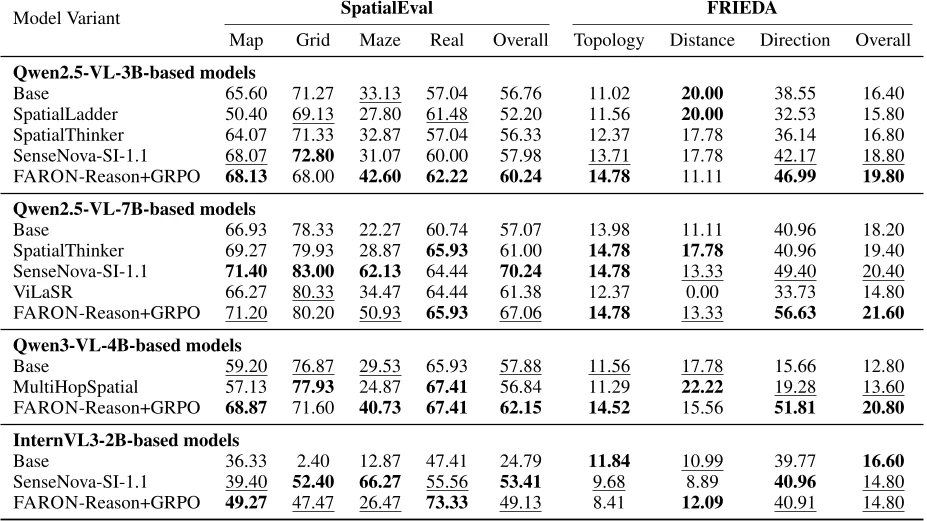 Model Variant SpatialEval FRIEDA
Map Grid Maze Real Overall Topology Distance Direction Overall
Qwen2.5-VL-3B-based models
Base 65.60 71.27 33.13 57.04 56.76 11.02 20.00 38.55 16.40
SpatialLadder 50.40 69.13 27.80 61.48 52.20 11.56 20.00 32.53 15.80
SpatialThinker 64.07 71.33 32.87 57.04 56.33 12.37 17.78 36.14 16.80
SenseNova-SI-1.1 68.07 72.80 31.07 60.00 57.98 13.71 17.78 42.17 18.80
FARON-Reason+GRPO 68.13 68.00 42.60 62.22 60.24 14.78 11.11 46.99 19.80
Qwen2.5-VL-7B-based models
Base 66.93 78.33 22.27 60.74 57.07 13.98 11.11 40.96 18.20
SpatialThinker 69.27 79.93 28.87 65.93 61.00 14.78 17.78 40.96 19.40
SenseNova-SI-1.1 71.40 83.00 62.13 64.44 70.24 14.78 13.33 49.40 20.40
ViLaSR 66.27 80.33 34.47 64.44 61.38 12.37 0.00 33.73 14.80
FARON-Reason+GRPO 71.20 80.20 50.93 65.93 67.06 14.78 13.33 56.63 21.60
Qwen3-VL-4B-based models
Base 59.20 76.87 29.53 65.93 57.88 11.56 17.78 15.66 12.80
MultiHopSpatial 57.13 77.93 24.87 67.41 56.84 11.29 22.22 19.28 13.60
FARON-Reason+GRPO 68.87 71.60 40.73 67.41 62.15 14.52 15.56 51.81 20.80
InternVL3-2B-based models
Base 36.33 2.40 12.87 47.41 24.79 11.84 10.99 39.77 16.60
SenseNova-SI-1.1 39.40 52.40 66.27 55.56 53.41 9.68 8.89 40.96 14.80
FARON-Reason+GRPO 49.27 47.47 26.47 73.33 49.13 8.41 12.09 40.91 14.80